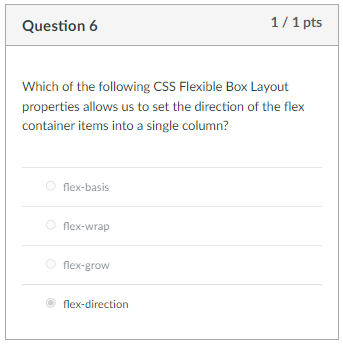 Question 6
1 / 1 pts
Which of the following CSS Flexible Box Layout
properties allows us to set the direction of the flex
container items into a single column?
flex-basis
flex-wrap
flex-grow
flex-direction